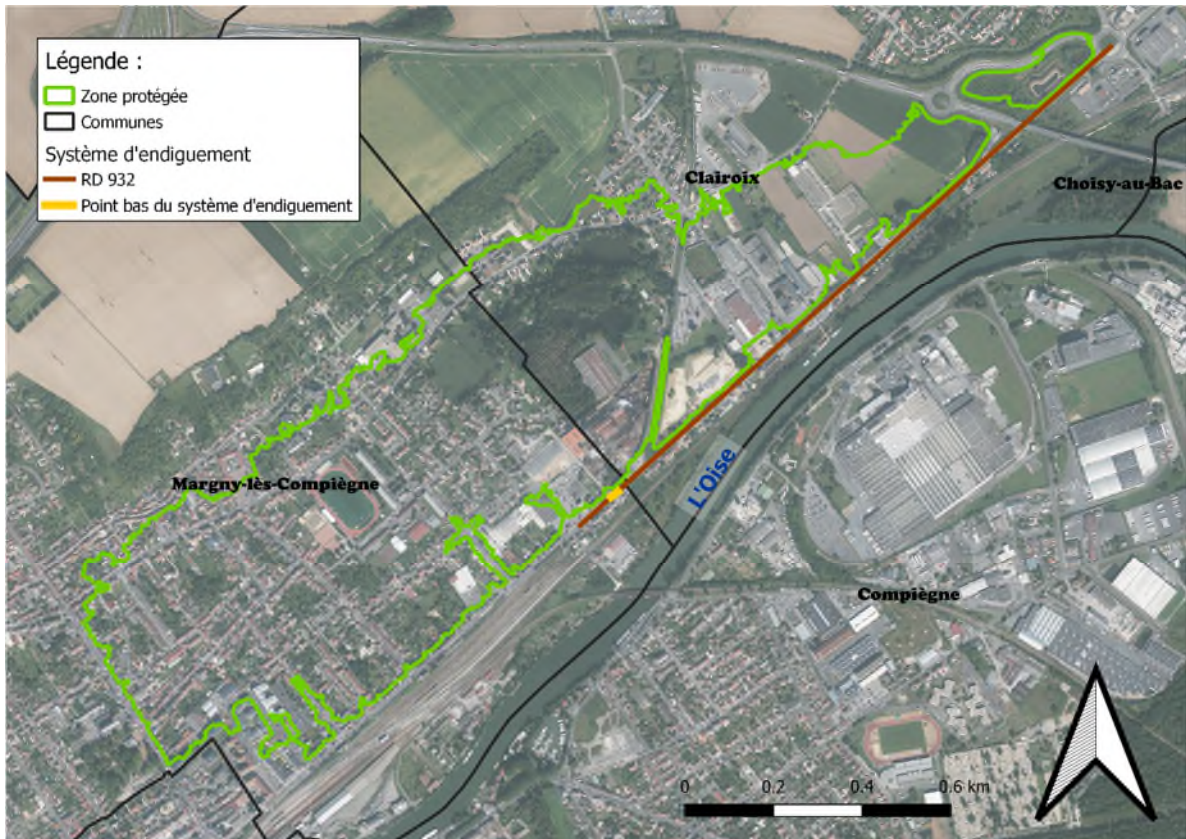 Légende :
Zone protégée
Communes
Système d'endiguement
RD 932
Point bas du système d'endiguement
Clairoix
Choisy-au-Bac
L'Oise
Margny-lès-Compiègne
Compiègne
0 0.2 0.4 0.6 km